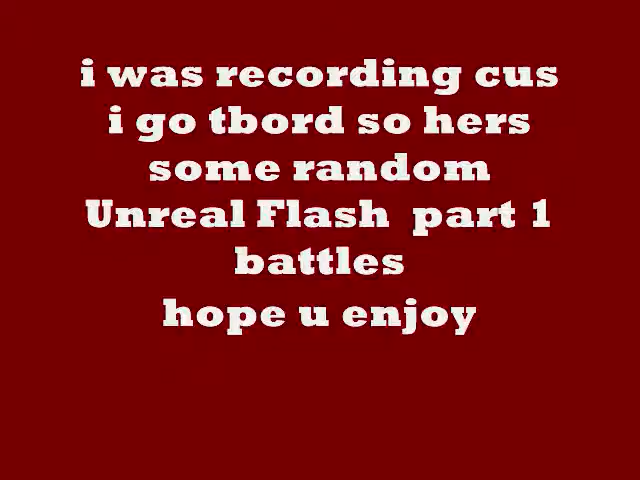 i was recording cus
i go tbord so hers
some random
Unreal Flash  part 1
battles
hope u enjoy